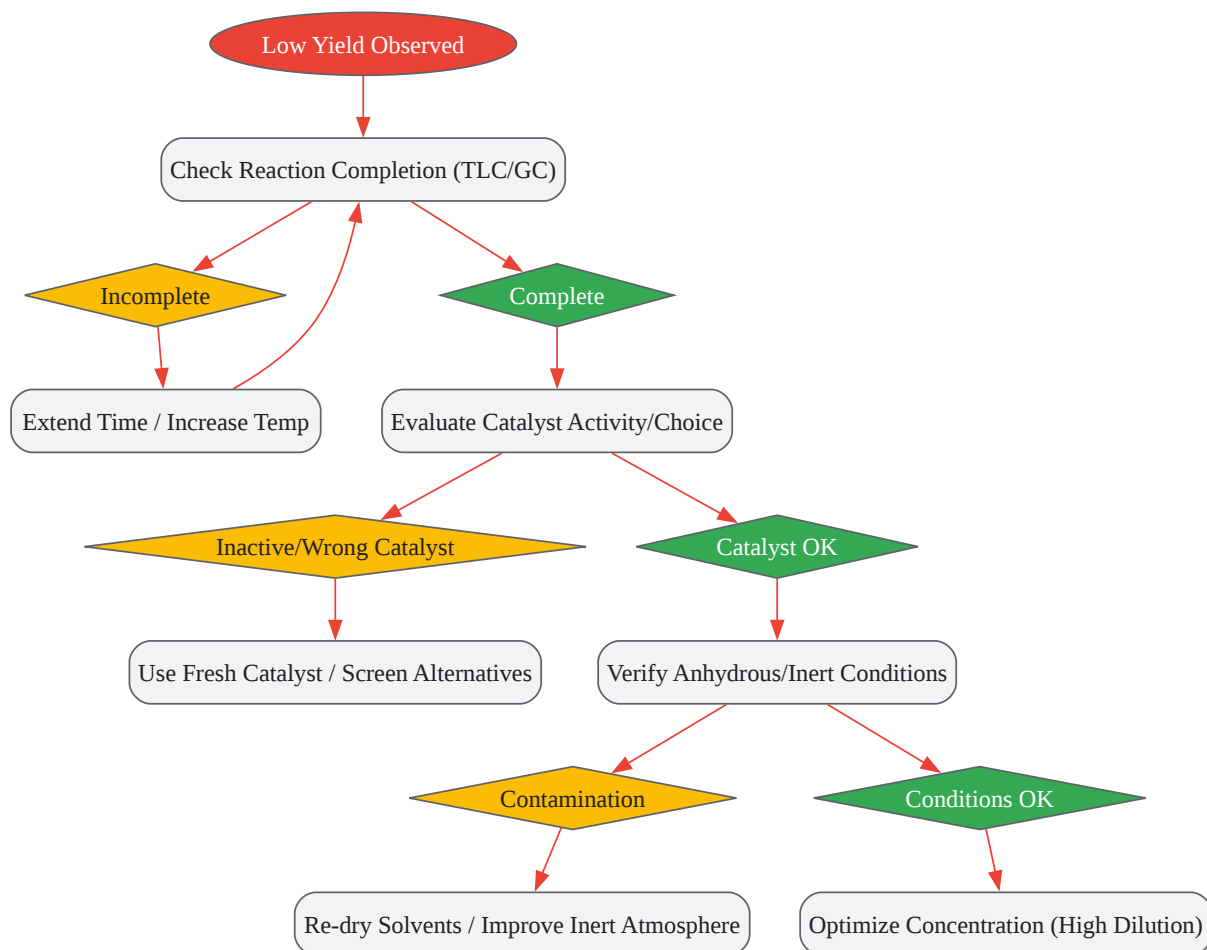 Low Yield Observed
Check Reaction Completion (TLC/GC)
Incomplete
Complete
Extend Time / Increase Temp
Evaluate Catalyst Activity/Choice
Inactive/Wrong Catalyst
Catalyst OK
Use Fresh Catalyst / Screen Alternatives
Verify Anhydrous/Inert Conditions
Contamination
Conditions OK
Re-dry Solvents / Improve Inert Atmosphere
Optimize Concentration (High Dilution)